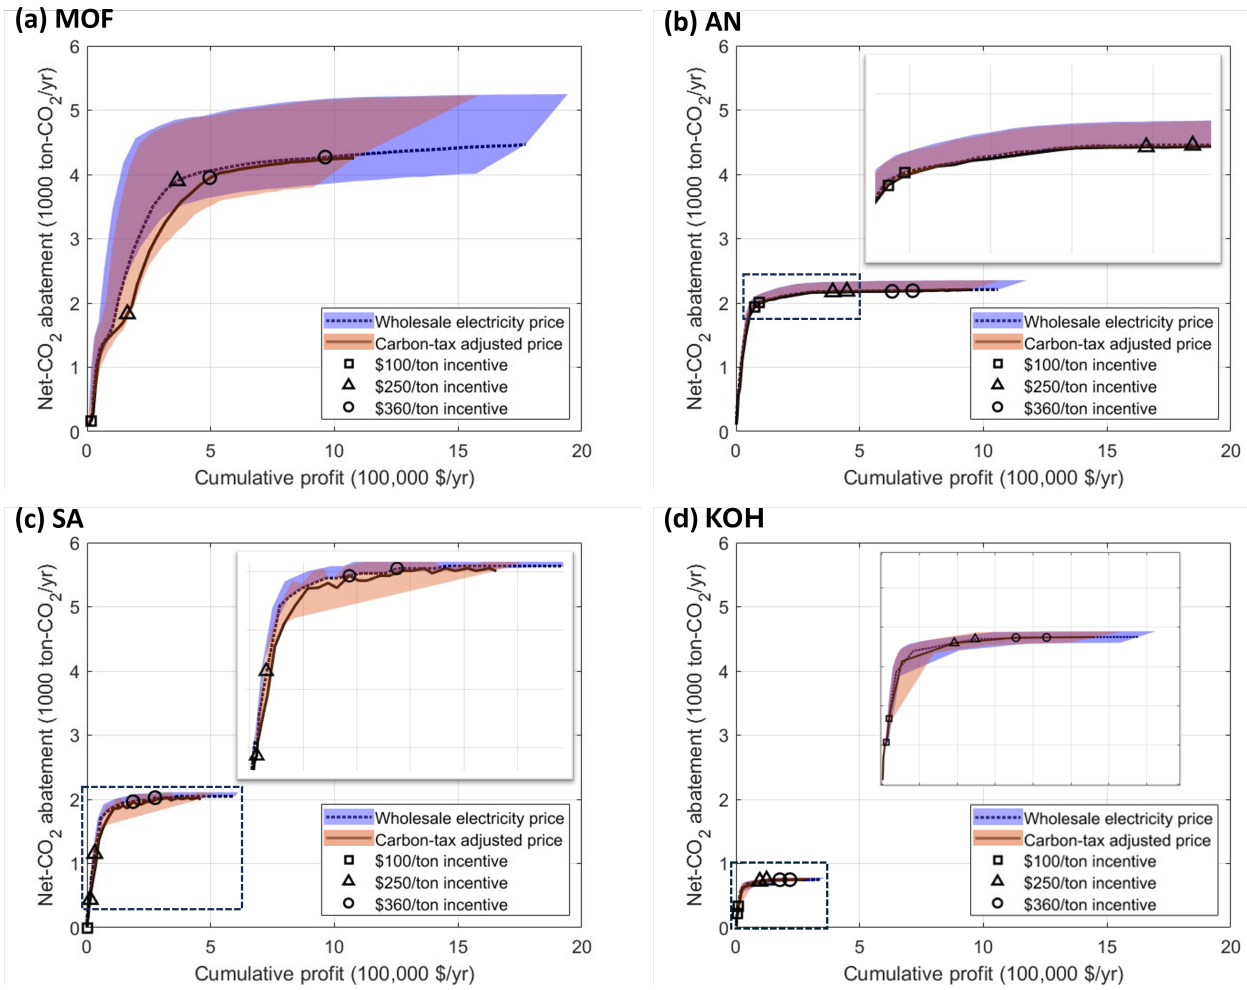 (a) MOF
Net-CO2 abatement (1000 ton-CO2/yr)
6
5
4
3
2
1
0
0 5 10 15 20
Cumulative profit (100,000 $/yr)
Wholesale electricity price
Carbon-tax adjusted price
$100/ton incentive
$250/ton incentive
$360/ton incentive
(b) AN
Net-CO2 abatement (1000 ton-CO2/yr)
6
5
4
3
2
1
0
0 5 10 15 20
Cumulative profit (100,000 $/yr)
Wholesale electricity price
Carbon-tax adjusted price
$100/ton incentive
$250/ton incentive
$360/ton incentive
(c) SA
Net-CO2 abatement (1000 ton-CO2/yr)
6
5
4
3
2
1
0
0 5 10 15 20
Cumulative profit (100,000 $/yr)
Wholesale electricity price
Carbon-tax adjusted price
$100/ton incentive
$250/ton incentive
$360/ton incentive
(d) KOH
Net-CO2 abatement (1000 ton-CO2/yr)
6
5
4
3
2
1
0
0 5 10 15 20
Cumulative profit (100,000 $/yr)
Wholesale electricity price
Carbon-tax adjusted price
$100/ton incentive
$250/ton incentive
$360/ton incentive